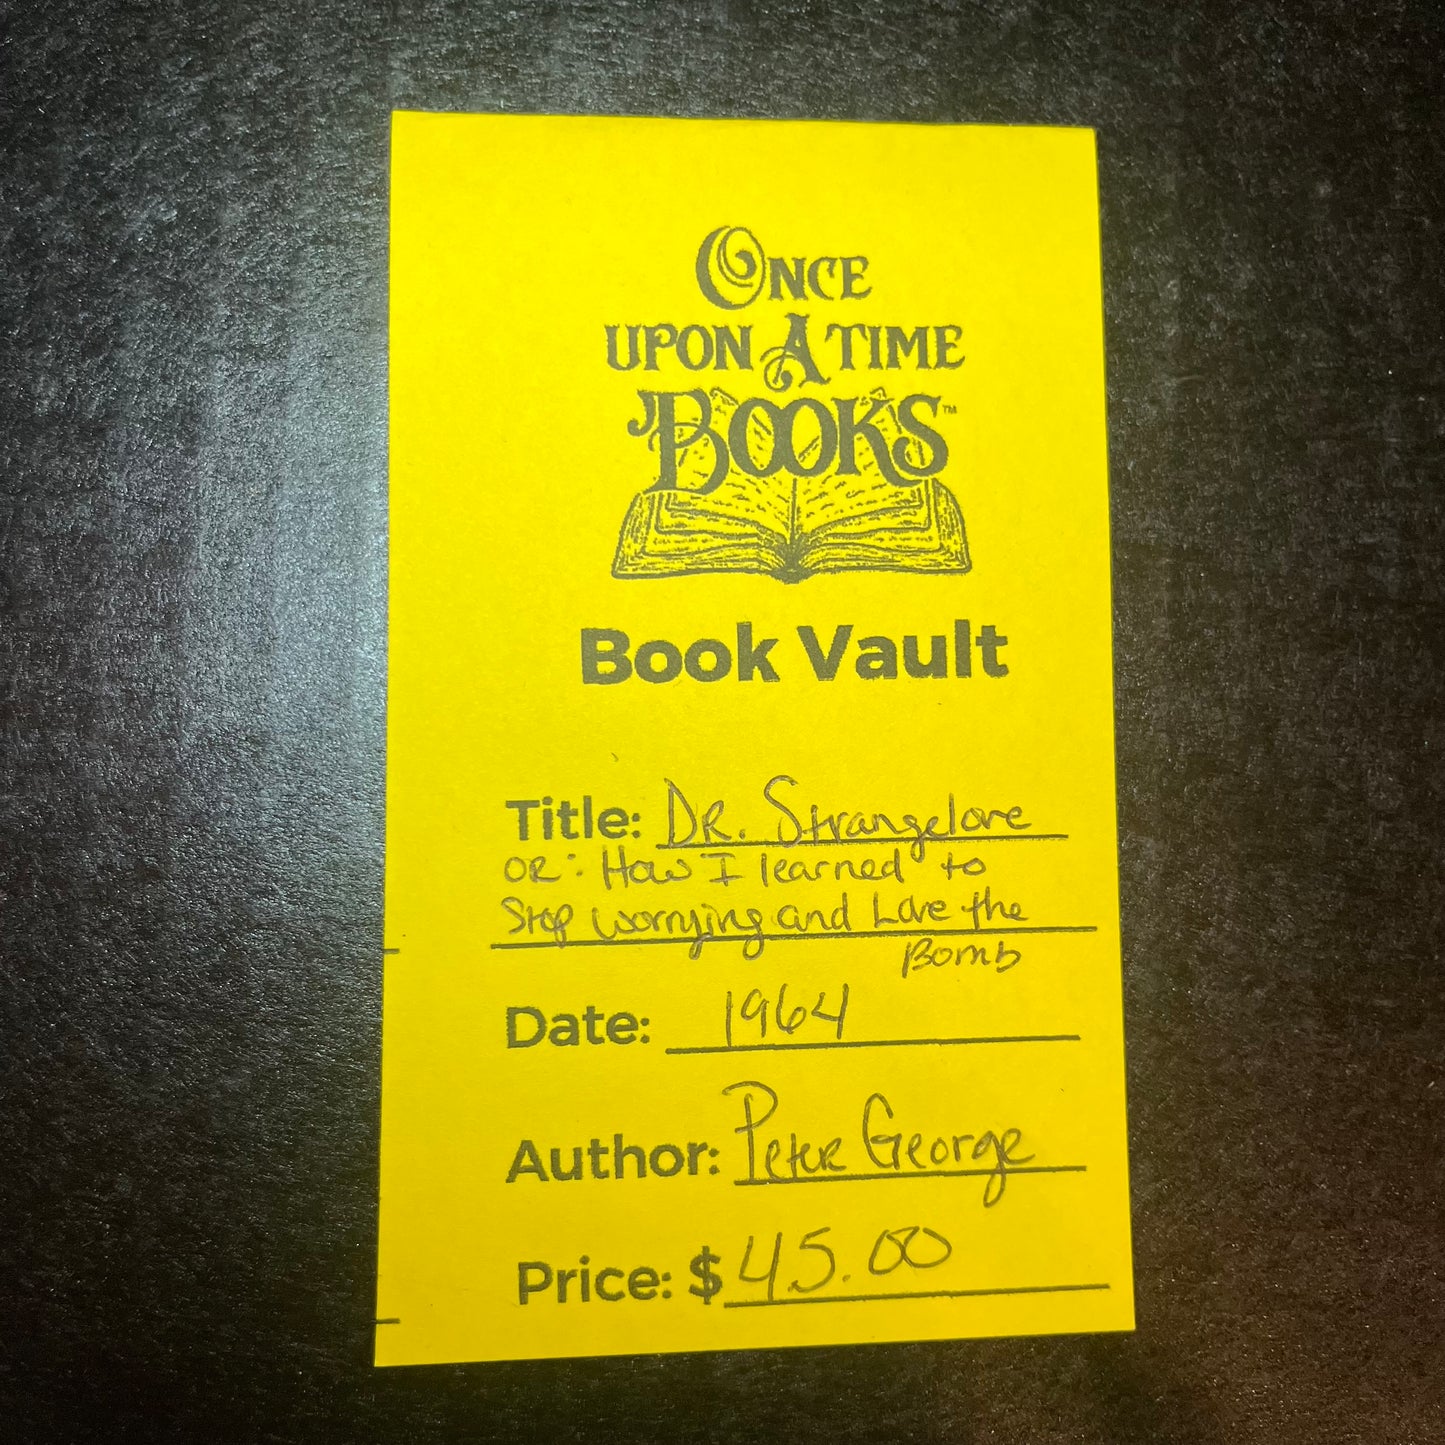 ONCE
UPON A TIME
BOOKS™
Book Vault
Title: DR. Strangelove
OR: How I learned to
Stop worrying and Love the
Bomb
Date: 1964
Author: Peter George
Price: $45.00